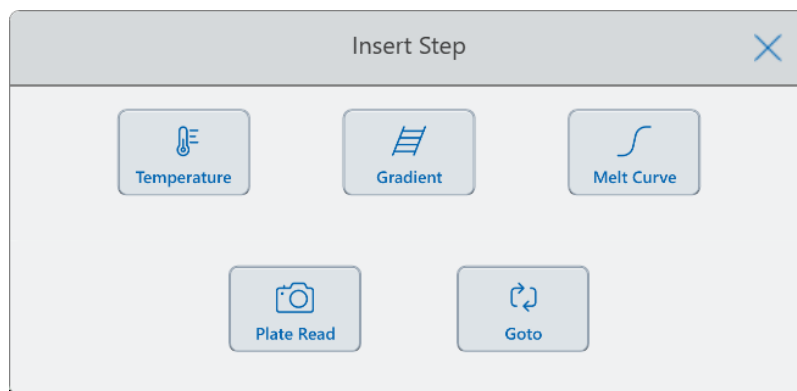 Insert Step
Temperature
Gradient
Melt Curve
Plate Read
Goto